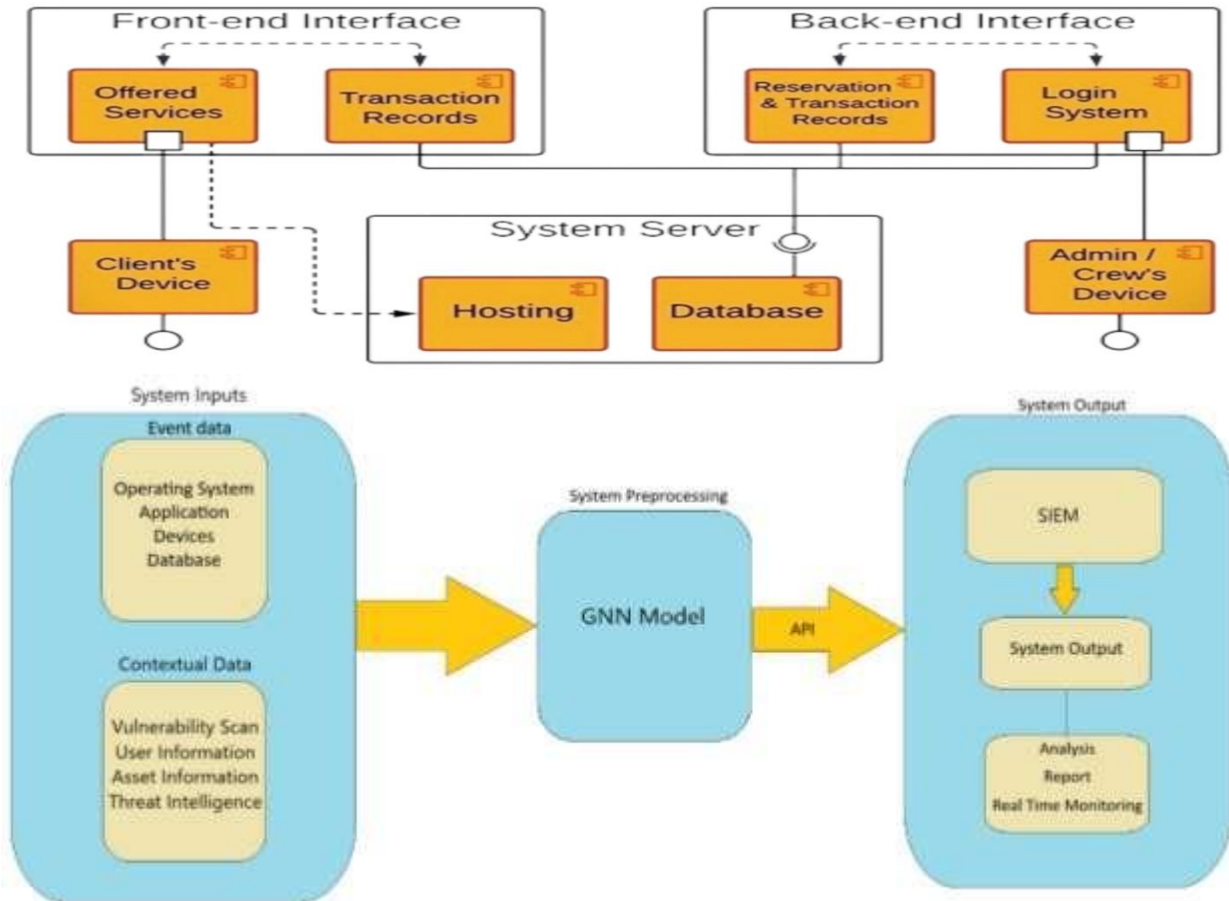 Front-end Interface
Back-end Interface
Offered
Services
Transaction
Records
Reservation
& Transaction
Records
Login
System
System Server
Client's
Device
Hosting
Database
Admin /
Crew's
Device
System Inputs
Event data
Operating System
Application
Devices
Database
Contextual Data
Vulnerability Scan
User Information
Asset Information
Threat Intelligence
System Preprocessing
GNN Model
API
System Output
SIEM
System Output
Analysis
Report
Real Time Monitoring